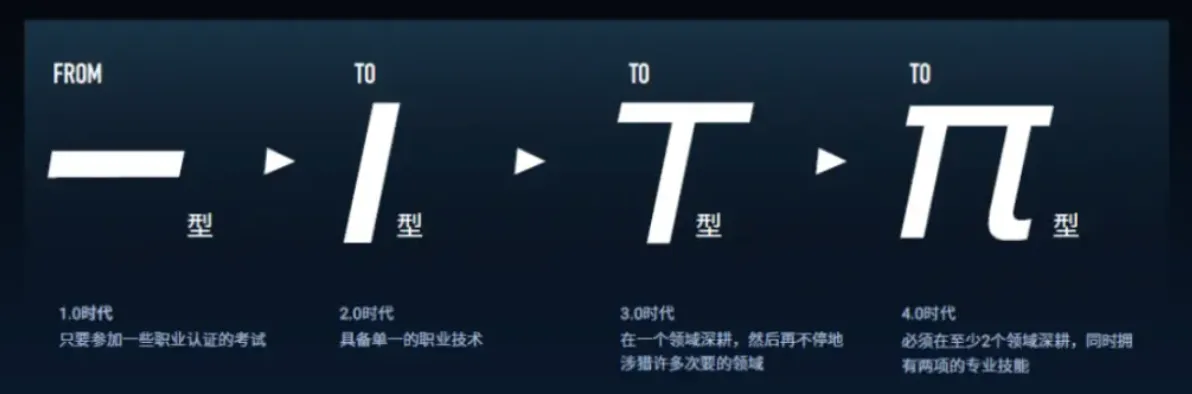 FROM
TO
TO
TO
一型
I型
T型
π型
1.0时代
只要参加一些职业认证的考试
2.0时代
具备单一的职业技术
3.0时代
在一个领域深耕，然后再不停地
涉猎许多次要的领域
4.0时代
必须在至少2个领域深耕，同时拥
有两项的专业技能